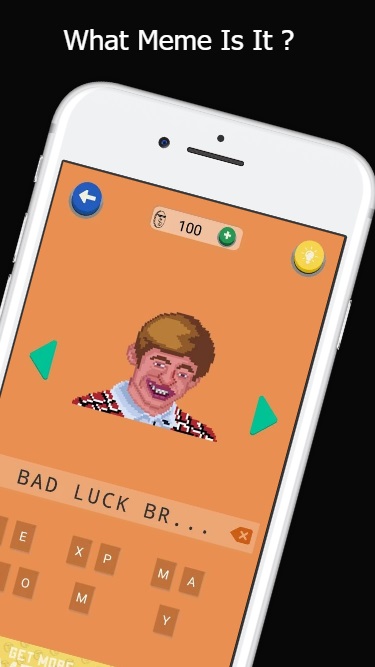 What Meme Is It ?
100
BAD LUCK BR...
E X P M A
O M Y
GET MORE